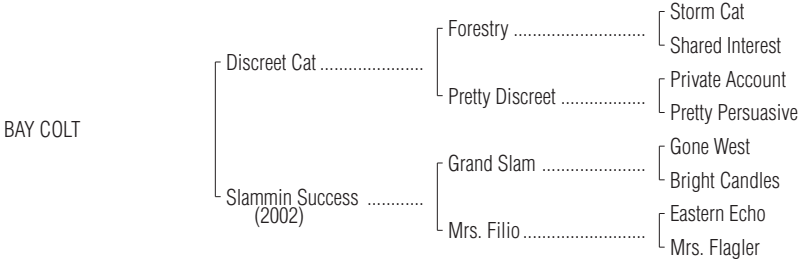 Storm Cat
Forestry ............................
Shared Interest
Discreet Cat ......................
Private Account
Pretty Discreet ..................
Pretty Persuasive
BAY COLT
Gone West
Grand Slam ......................
Bright Candles
Slammin Success ............
(2002)
Eastern Echo
Mrs. Filio ..........................
Mrs. Flagler